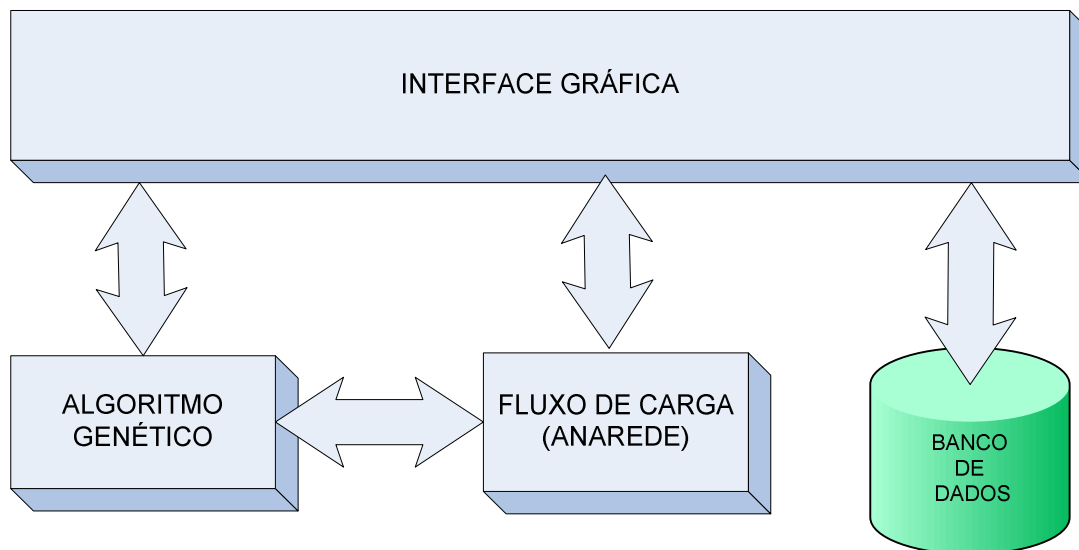 INTERFACE GRÁFICA
ALGORITMO
GENÉTICO
FLUXO DE CARGA
(ANAREDE)
BANCO
DE
DADOS